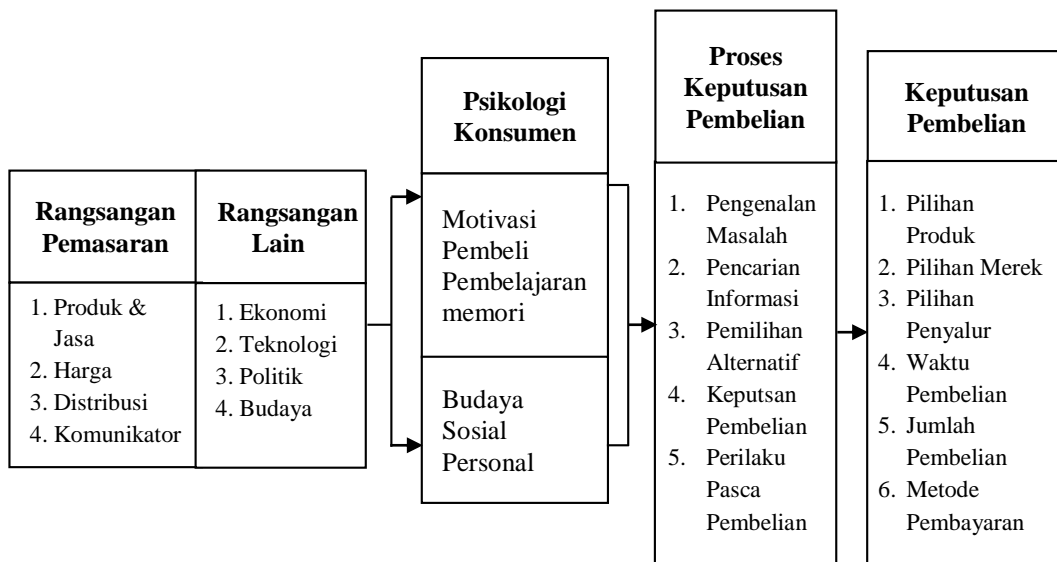 Rangsangan
Pemasaran
1. Produk &
Jasa
2. Harga
3. Distribusi
4. Komunikator
Rangsangan
Lain
1. Ekonomi
2. Teknologi
3. Politik
4. Budaya
Psikologi
Konsumen
Motivasi
Pembeli
Pembelajaran
memori
Budaya
Sosial
Personal
Proses
Keputusan
Pembelian
1. Pengenalan
Masalah
2. Pencarian
Informasi
3. Pemilihan
Alternatif
4. Keputsan
Pembelian
5. Perilaku
Pasca
Pembelian
Keputusan
Pembelian
1. Pilihan
Produk
2. Pilihan Merek
3. Pilihan
Penyalur
4. Waktu
Pembelian
5. Jumlah
Pembelian
6. Metode
Pembayaran